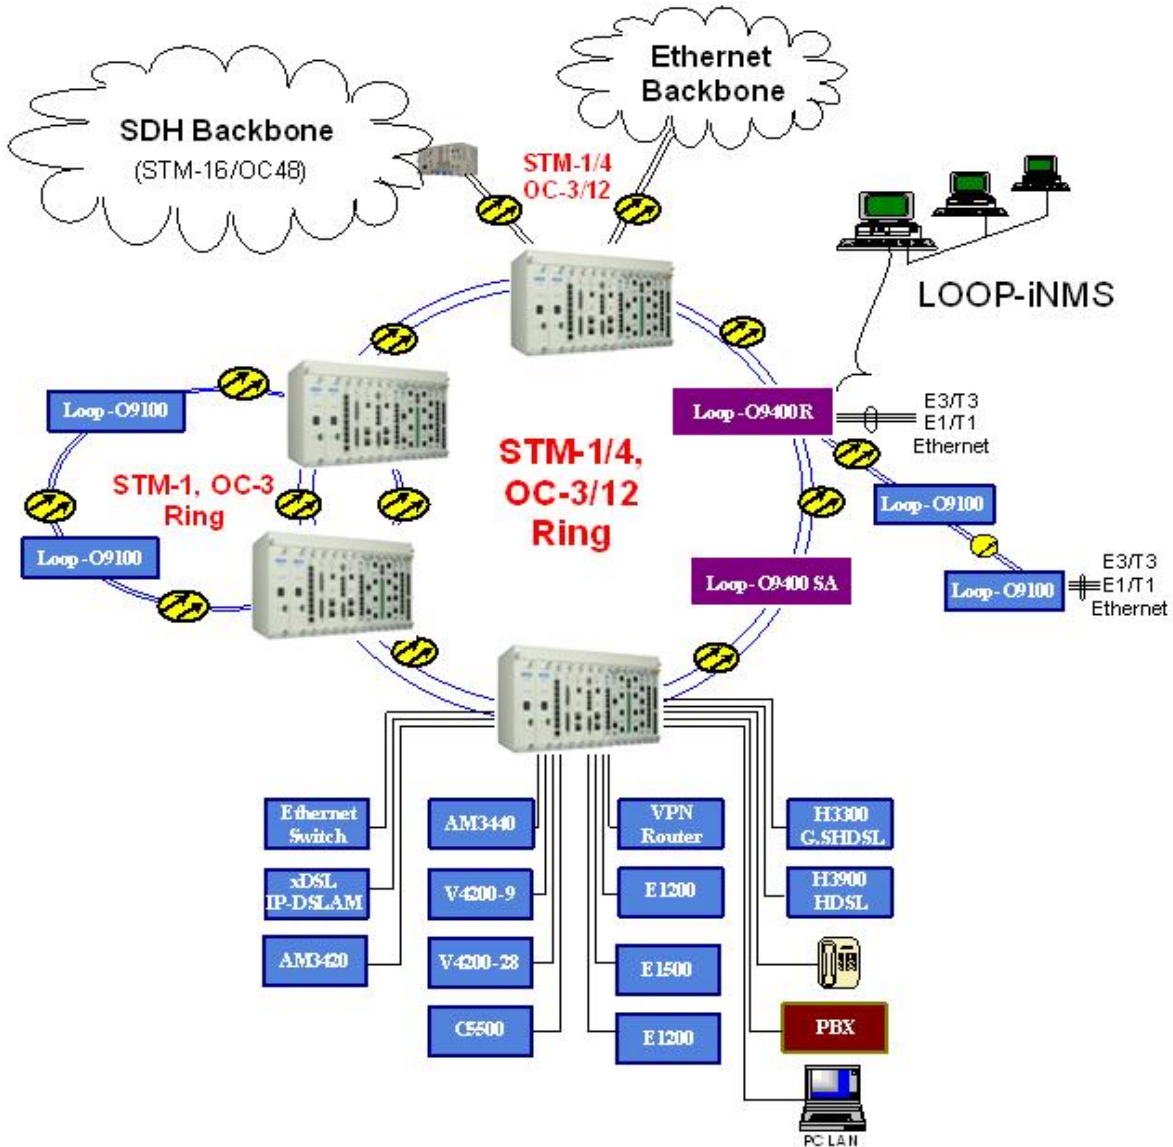 Ethernet
Backbone
SDH Backbone
(STM-16/OC48)
STM-1/4
OC-3/12
LOOP-iNMS
Loop-O9100
Loop-O9400R
E3/T3
E1/T1
Ethernet
STM-1, OC-3
Ring
STM-1/4,
OC-3/12
Ring
Loop-O9100
Loop-O9100
Loop-O9400 SA
Loop-O9100
E3/T3
E1/T1
Ethernet
Ethernet
Switch
AM3440
VPN
Router
H3300
G.SHDSL
xDSL
IP-DSLAM
V4200-9
E1200
H3900
HDSL
AM3420
V4200-28
E1500
C5500
E1200
PBX
PC LAN